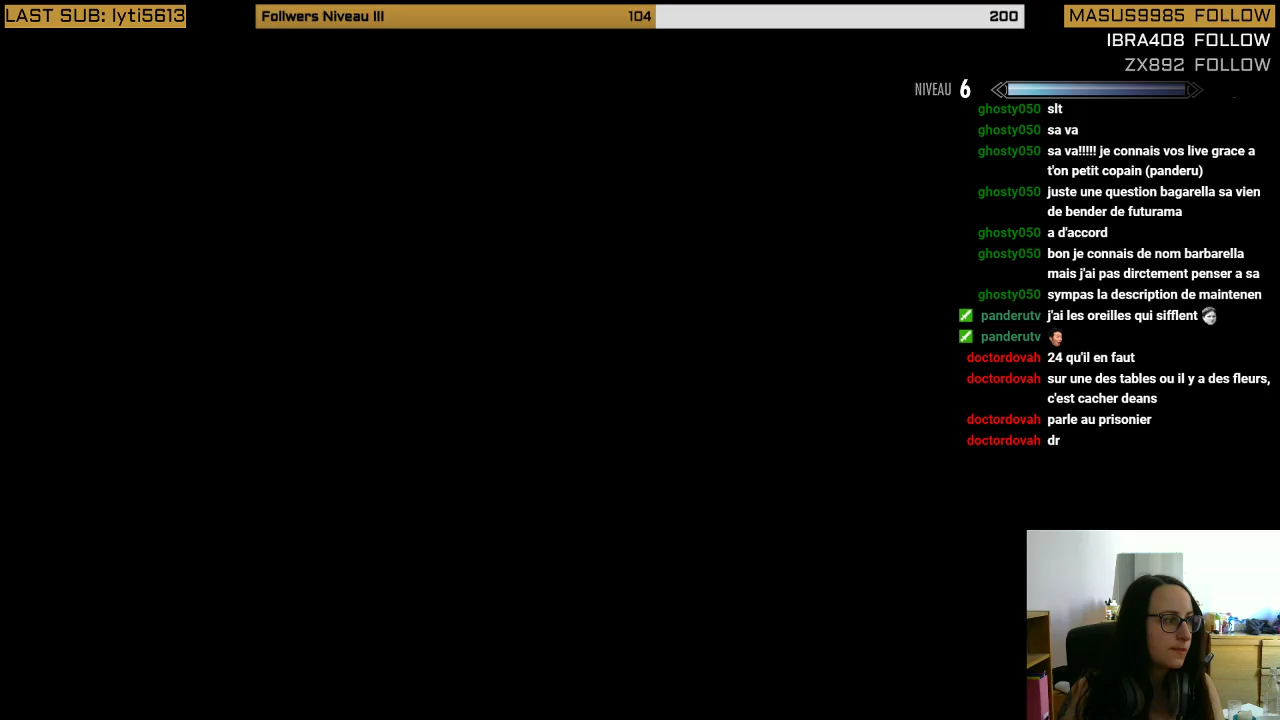 LAST SUB: lyti5613
Follwers Niveau III 104 200
MASUS9985 FOLLOW
IBRA408 FOLLOW
ZX892 FOLLOW
NIVEAU 6
ghosty050 slt
ghosty050 sa va
ghosty050 sa va!!!!! je connais vos live grace a
t'on petit copain (panderu)
ghosty050 juste une question bagarella sa vien
de bender de futurama
ghosty050 a d'accord
ghosty050 bon je connais de nom barbarella
mais j'ai pas dirctement penser a sa
ghosty050 sympas la description de maintenen
panderutv j'ai les oreilles qui sifflent
panderutv
doctordovah 24 qu'il en faut
doctordovah sur une des tables ou il y a des fleurs,
c'est cacher deans
doctordovah parle au prisonier
doctordovah dr